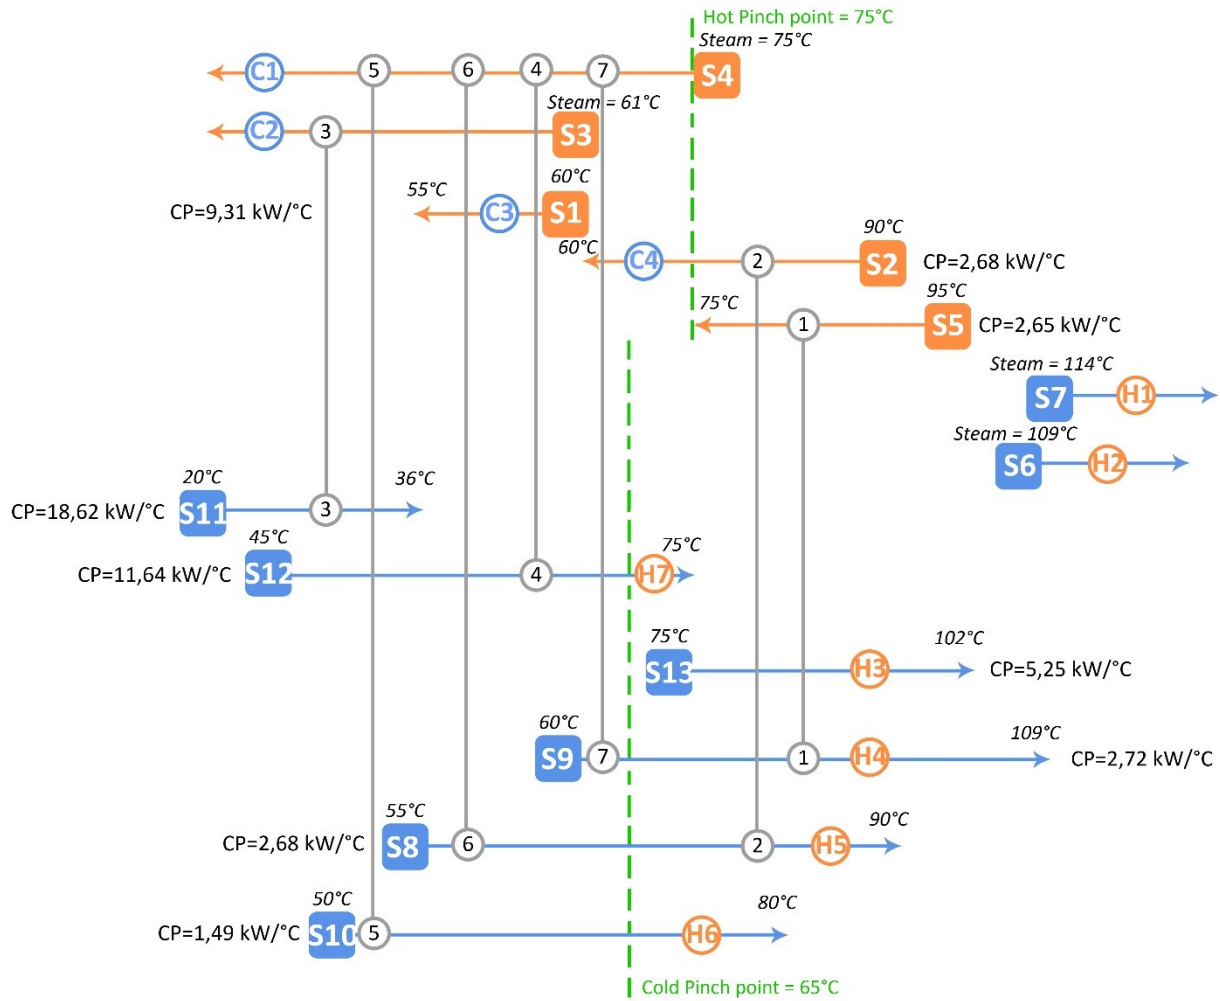 Hot Pinch point = 75°C
Steam = 75°C
C1 5 6 4 7 S4
Steam = 61°C
C2 3 S3
60°C
55°C
CP=9,31 kW/°C C3 S1
90°C
60°C
C4 2 S2 CP=2,68 kW/°C
95°C
75°C
1 S5 CP=2,65 kW/°C
Steam = 114°C
S7 H1
Steam = 109°C
S6 H2
20°C 36°C
CP=18,62 kW/°C S11 3
45°C 75°C
CP=11,64 kW/°C S12 4 H7
75°C 102°C
S13 H3 CP=5,25 kW/°C
60°C 109°C
S9 7 1 H4 CP=2,72 kW/°C
55°C 90°C
CP=2,68 kW/°C S8 6 2 H5
50°C 80°C
CP=1,49 kW/°C S10 5 H6
Cold Pinch point = 65°C